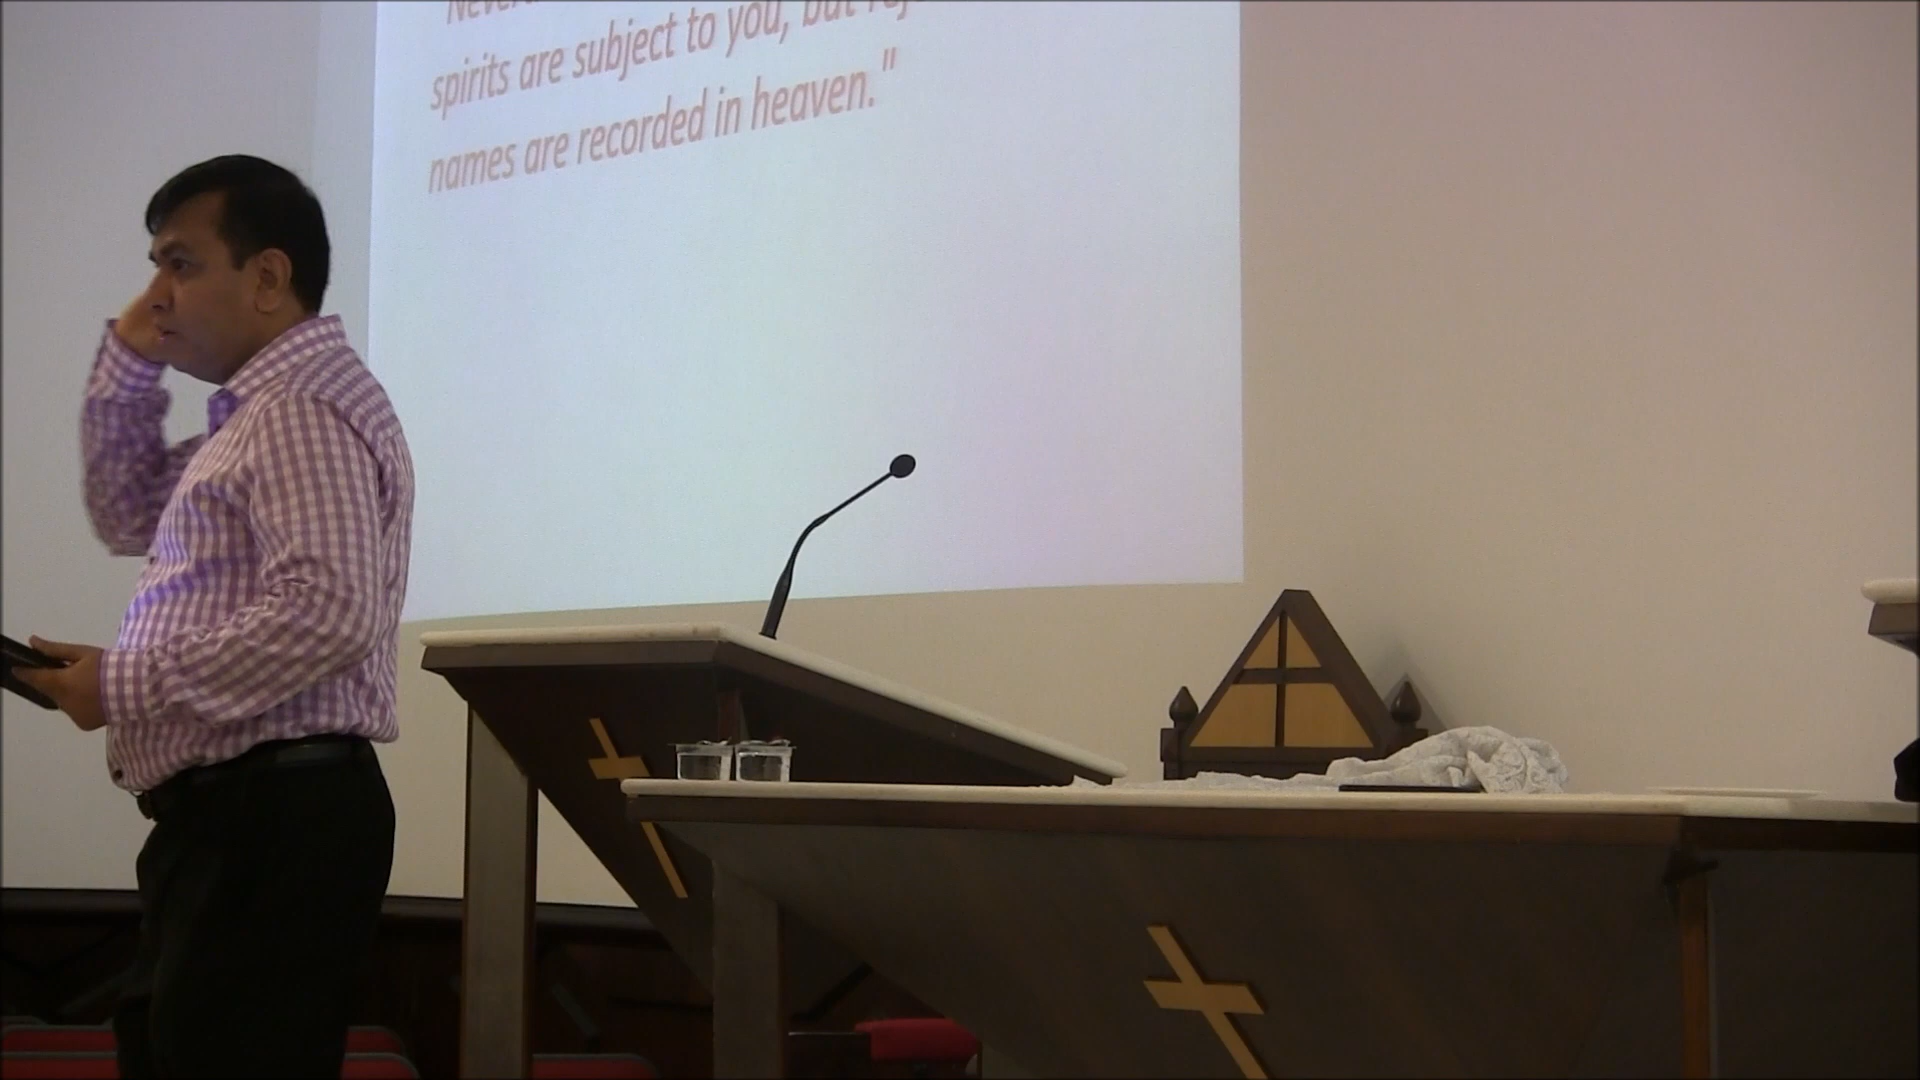 spirits are subject to you, but
names are recorded in heaven."